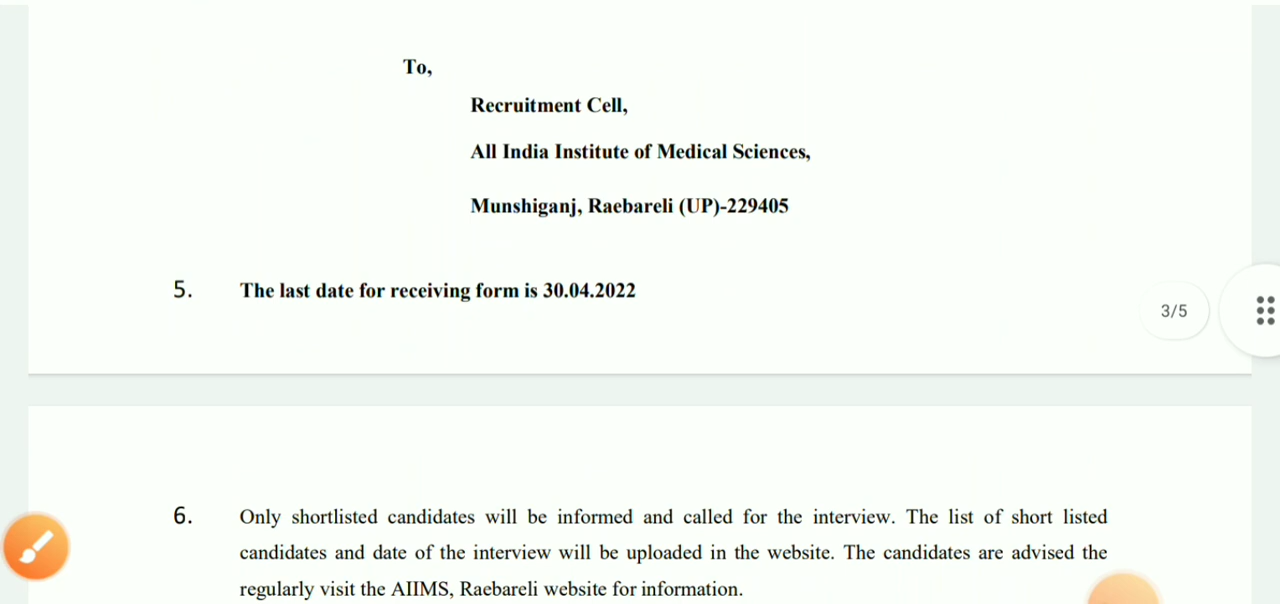 To,
Recruitment Cell,
All India Institute of Medical Sciences,
Munshiganj, Raebareli (UP)-229405
5. The last date for receiving form is 30.04.2022
3/5
6. Only shortlisted candidates will be informed and called for the interview. The list of short listed
candidates and date of the interview will be uploaded in the website. The candidates are advised the
regularly visit the AIIMS, Raebareli website for information.